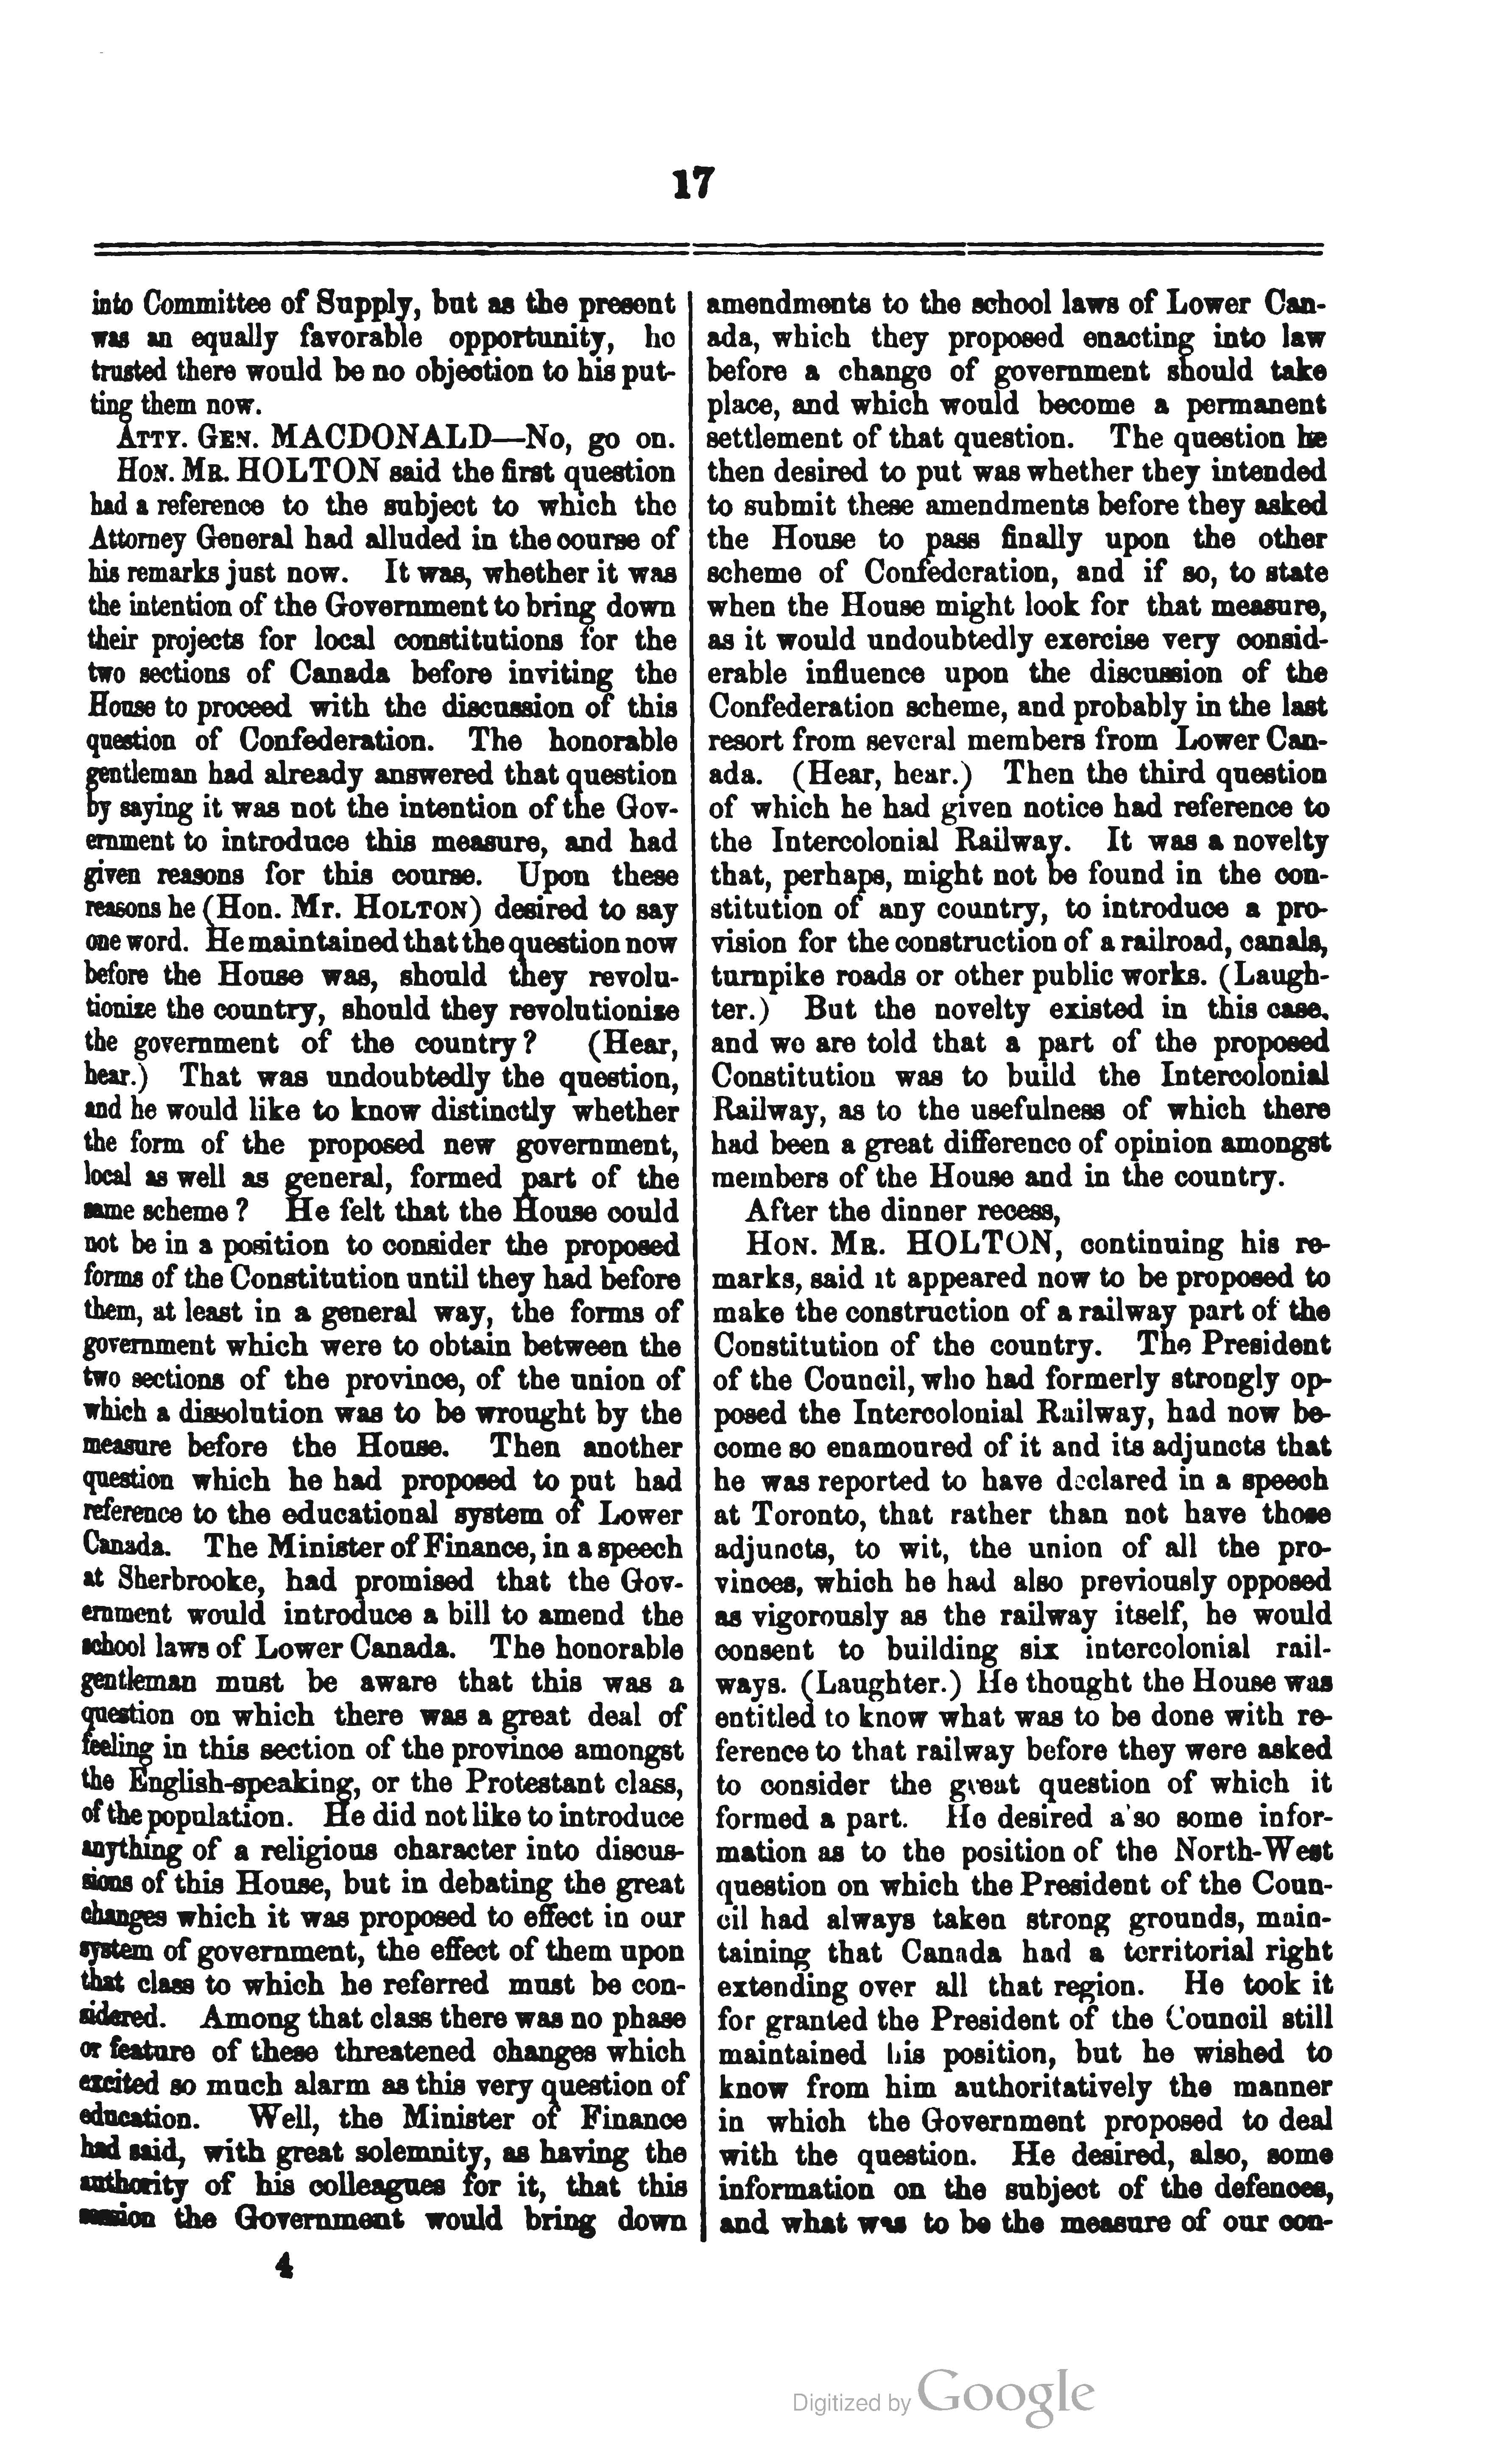 17
into Committee of Supply, but as the present
was an equally favorable opportunity, he
trusted there would be no objection to his put-
ting them now.
ATTY. GEN. MACDONALD—No, go on.
HON. MR. HOLTON said the first question
had a reference to the subject to which the
Attorney General had alluded in the course of
his remarks just now. It was, whether it was
the intention of the Government to bring down
their projects for local constitutions for the
two sections of Canada before inviting the
House to proceed with the discussion of this
question of Confederation. The honorable
gentleman had already answered that question
by saying it was not the intention of the Gov-
ernment to introduce this measure, and had
given reasons for this course. Upon these
reasons he (Hon. Mr. HOLTON) desired to say
one word. He maintained that the question now
before the House was, should they revolu-
tionize the country, should they revolutionize
the government of the country? (Hear,
hear.) That was undoubtedly the question,
and he would like to know distinctly whether
the form of the proposed new government,
local as well as general, formed part of the
same scheme? He felt that the House could
not be in a position to consider the proposed
forms of the Constitution until they had before
them, at least in a general way, the forms of
government which were to obtain between the
two sections of the province, of the union of
which a dissolution was to be wrought by the
measure before the House. Then another
question which he had proposed to put had
reference to the educational system of Lower
Canada. The Minister of Finance, in a speech
at Sherbrooke, had promised that the Gov-
ernment would introduce a bill to amend the
school laws of Lower Canada. The honorable
gentleman must be aware that this was a
question on which there was a great deal of
feeling in this section of the province amongst
the English-speaking, or the Protestant class,
of the population. He did not like to introduce
anything of a religious character into discus-
sions of this House, but in debating the great
changes which it was proposed to effect in our
system of government, the effect of them upon
that class to which he referred must be con-
sidered. Among that class there was no phase
or feature of these threatened changes which
excited so much alarm as this very question of
education. Well, the Minister of Finance
had said, with great solemnity, as having the
authority of his colleagues for it, that this
session the Government would bring down
4
amendments to the school laws of Lower Can-
ada, which they proposed enacting into law
before a change of government should take
place, and which would become a permanent
settlement of that question. The question he
then desired to put was whether they intended
to submit these amendments before they asked
the House to pass finally upon the other
scheme of Confederation, and if so, to state
when the House might look for that measure,
as it would undoubtedly exercise very consid-
erable influence upon the discussion of the
Confederation scheme, and probably in the last
resort from several members from Lower Can-
ada. (Hear, hear.) Then the third question
of which he had given notice had reference to
the Intercolonial Railway. It was a novelty
that, perhaps, might not be found in the con-
stitution of any country, to introduce a pro-
vision for the construction of a railroad, canals,
turnpike roads or other public works. (Laugh-
ter.) But the novelty existed in this case,
and we are told that a part of the proposed
Constitution was to build the Intercolonial
Railway, as to the usefulness of which there
had been a great difference of opinion amongst
members of the House and in the country.
After the dinner recess,
HON. MR. HOLTON, continuing his re-
marks, said it appeared now to be proposed to
make the construction of a railway part of the
Constitution of the country. The President
of the Council, who had formerly strongly op-
posed the Intercolonial Railway, had now be-
come so enamoured of it and its adjuncts that
he was reported to have declared in a speech
at Toronto, that rather than not have those
adjuncts, to wit, the union of all the pro-
vinces, which he had also previously opposed
as vigorously as the railway itself, he would
consent to building six intercolonial rail-
ways. (Laughter.) He thought the House was
entitled to know what was to be done with re-
ference to that railway before they were asked
to consider the great question of which it
formed a part. He desired also some infor-
mation as to the position of the North-West
question on which the President of the Coun-
cil had always taken strong grounds, main-
taining that Canada had a territorial right
extending over all that region. He took it
for granted the President of the Council still
maintained his position, but he wished to
know from him authoritatively the manner
in which the Government proposed to deal
with the question. He desired, also, some
information on the subject of the defences,
and what was to be the measure of our con-
Digitized by Google